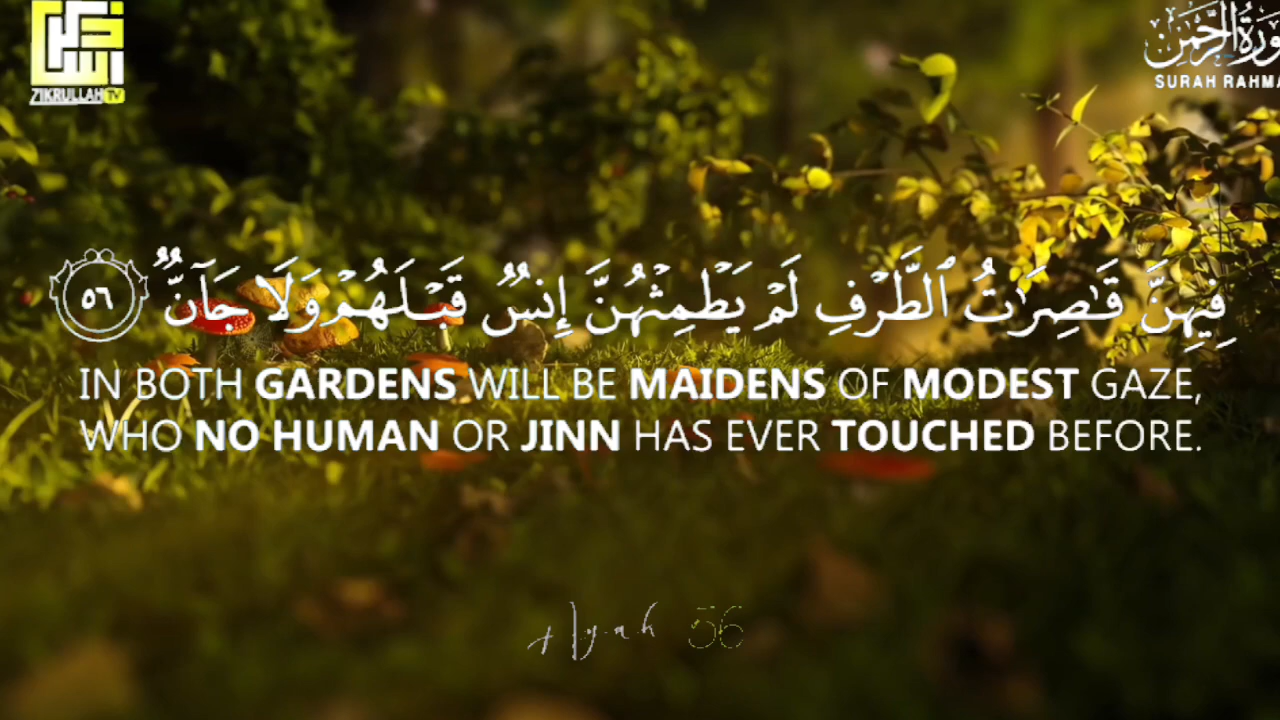 ZIKRULLAH TV
سورة الرحمن
SURAH RAHMA
فِيهِنَّ قَٰصِرَٰتُ ٱلطَّرْفِ لَمْ يَطْمِثْهُنَّ إِنسٌ قَبْلَهُمْ وَلَا جَآنٌّ ٥٦
IN BOTH GARDENS WILL BE MAIDENS OF MODEST GAZE,
WHO NO HUMAN OR JINN HAS EVER TOUCHED BEFORE.
Ayah 56